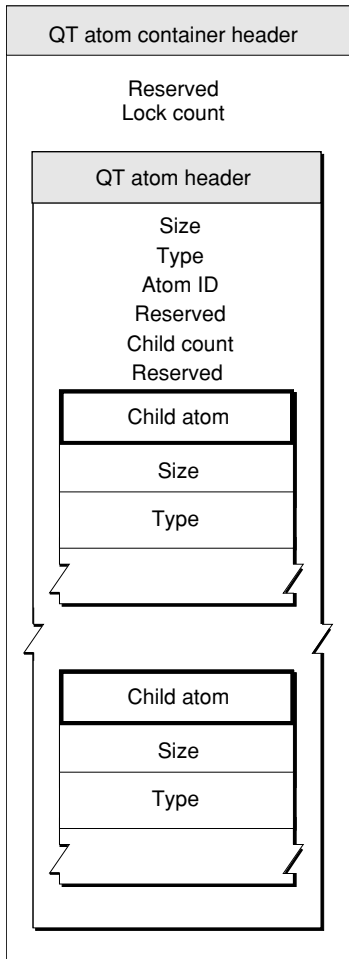 QT atom container header
Reserved
Lock count
QT atom header
Size
Type
Atom ID
Reserved
Child count
Reserved
Child atom
Size
Type
Child atom
Size
Type